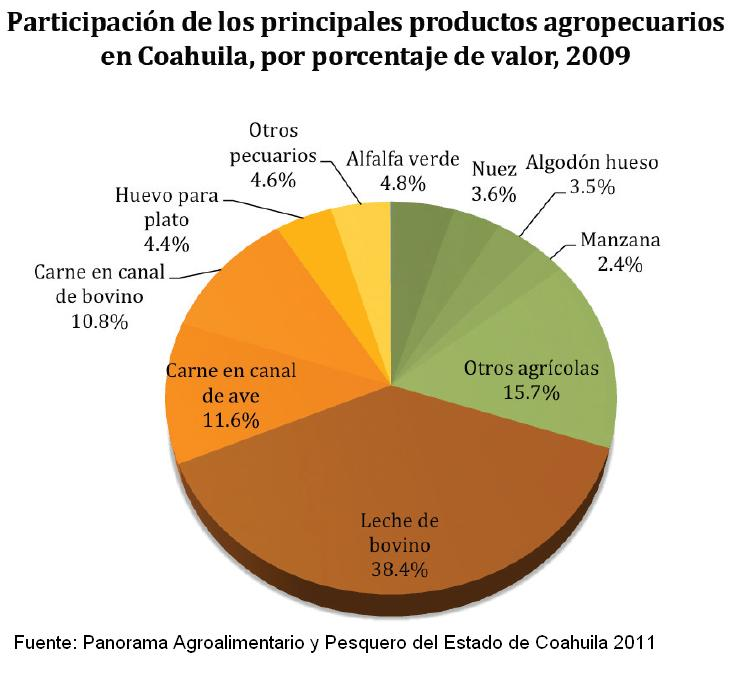 Participación de los principales productos agropecuarios
en Coahuila, por porcentaje de valor, 2009
Otros
pecuarios
4.6%
Alfalfa verde
4.8%
Nuez
3.6%
Algodón hueso
3.5%
Huevo para
plato
4.4%
Manzana
2.4%
Carne en canal
de bovino
10.8%
Otros agrícolas
15.7%
Carne en canal
de ave
11.6%
Leche de
bovino
38.4%
Fuente: Panorama Agroalimentario y Pesquero del Estado de Coahuila 2011